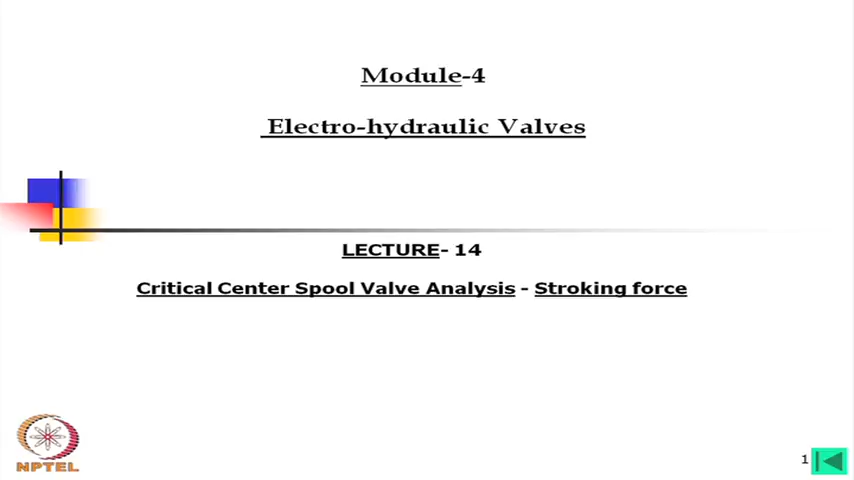 Module-4
Electro-hydraulic Valves
LECTURE- 14
Critical Center Spool Valve Analysis - Stroking force
NPTEL
1